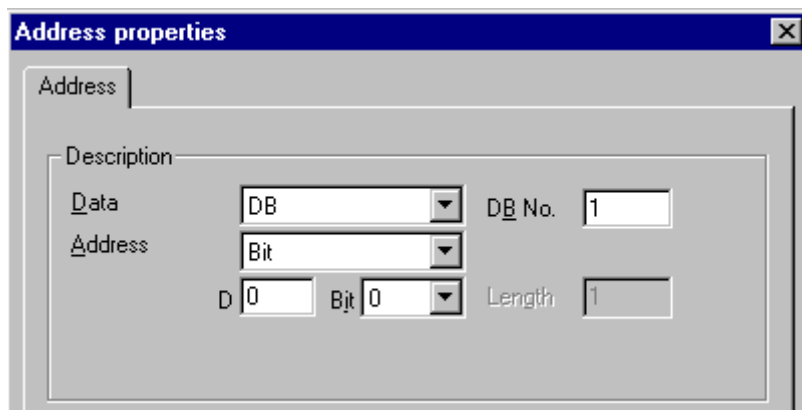 Address properties
Address
Description
Data DB DB No. 1
Address Bit
D 0 Bit 0 Length 1